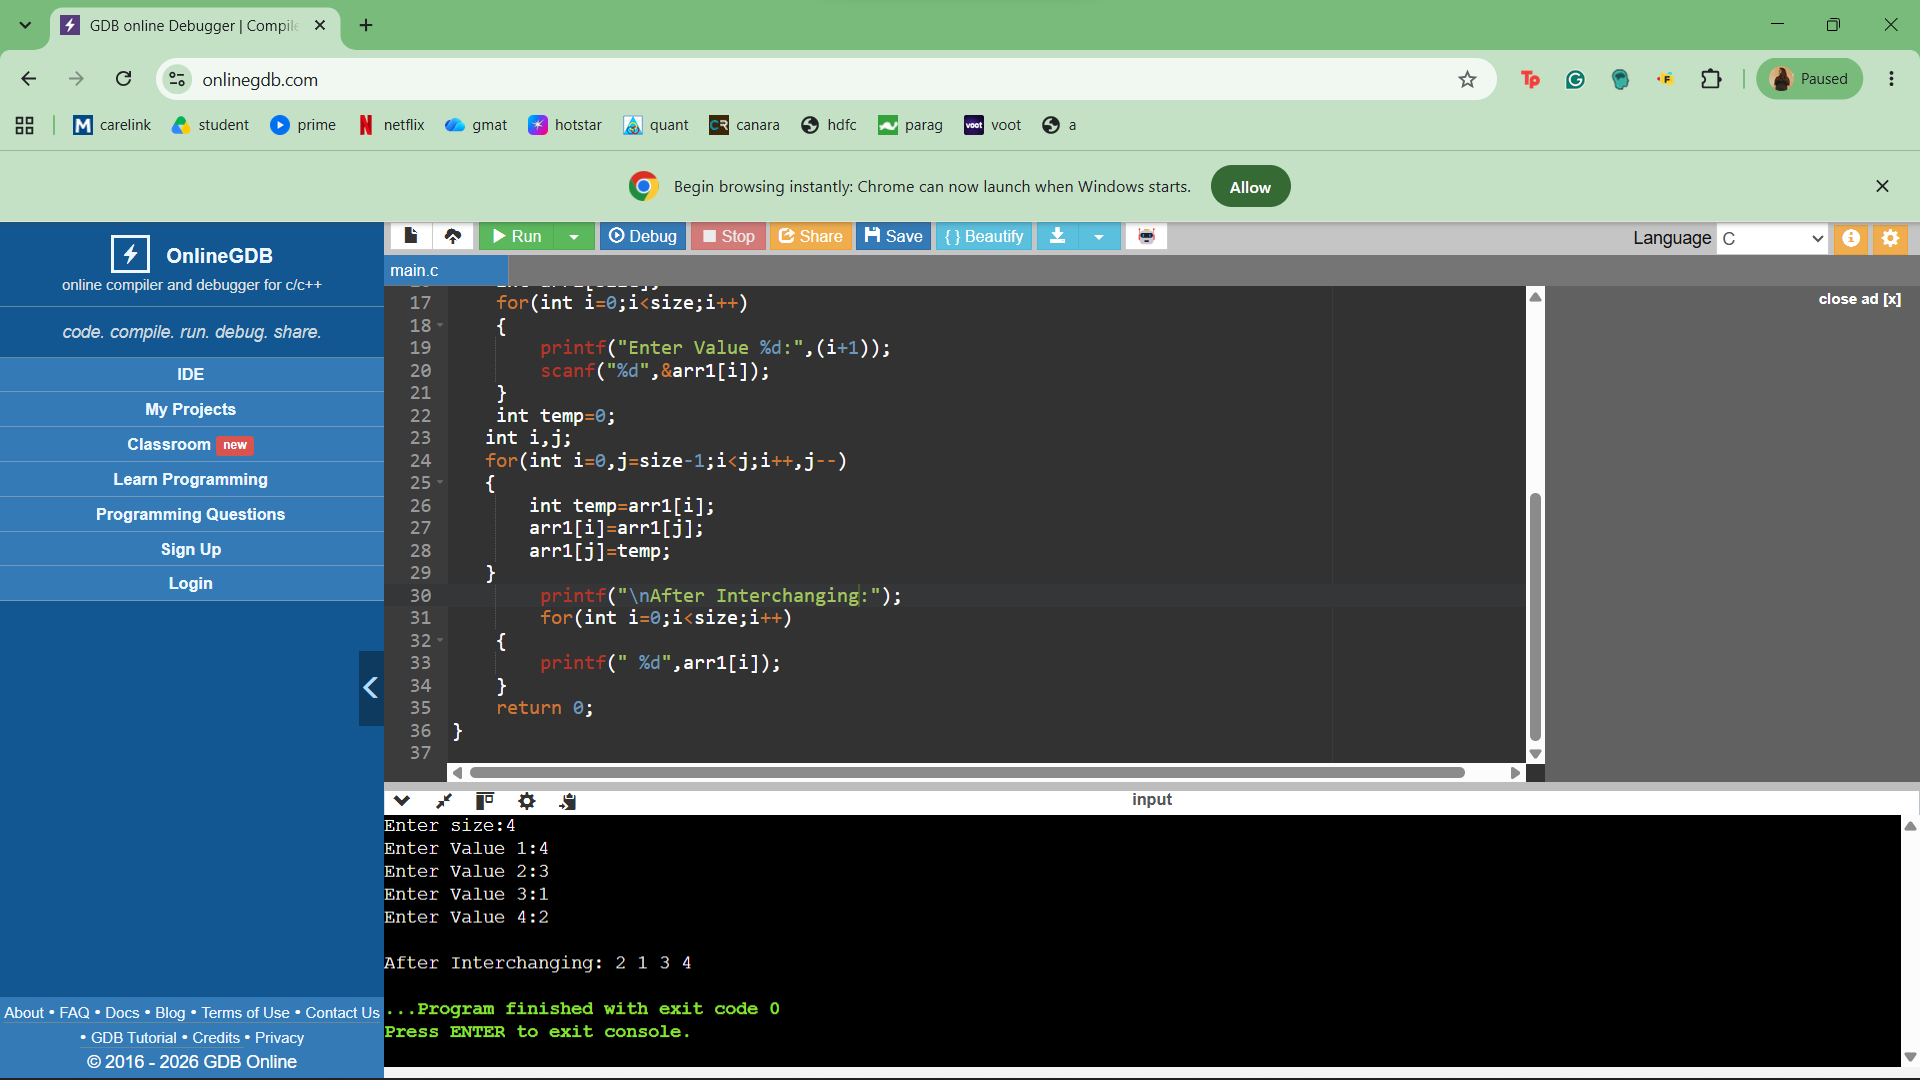 GDB online Debugger | Compile
onlinegdb.com
Tp
Paused
carelink
student
prime
netflix
gmat
hotstar
quant
canara
hdfc
parag
voot
a
Begin browsing instantly: Chrome can now launch when Windows starts.
Allow
OnlineGDB
online compiler and debugger for c/c++
code. compile. run. debug. share.
IDE
My Projects
Classroom new
Learn Programming
Programming Questions
Sign Up
Login
About • FAQ • Docs • Blog • Terms of Use • Contact Us
• GDB Tutorial • Credits • Privacy
© 2016 - 2026 GDB Online
Run
Debug
Stop
Share
Save
{ } Beautify
Language C
main.c
close ad [x]
17 for(int i=0;i<size;i++)
18 {
19 printf("Enter Value %d:",(i+1));
20 scanf("%d",&arr1[i]);
21 }
22 int temp=0;
23 int i,j;
24 for(int i=0,j=size-1;i<j;i++,j--)
25 {
26 int temp=arr1[i];
27 arr1[i]=arr1[j];
28 arr1[j]=temp;
29 }
30 printf("\nAfter Interchanging:");
31 for(int i=0;i<size;i++)
32 {
33 printf(" %d",arr1[i]);
34 }
35 return 0;
36 }
37
input
Enter size:4
Enter Value 1:4
Enter Value 2:3
Enter Value 3:1
Enter Value 4:2
After Interchanging: 2 1 3 4
...Program finished with exit code 0
Press ENTER to exit console.